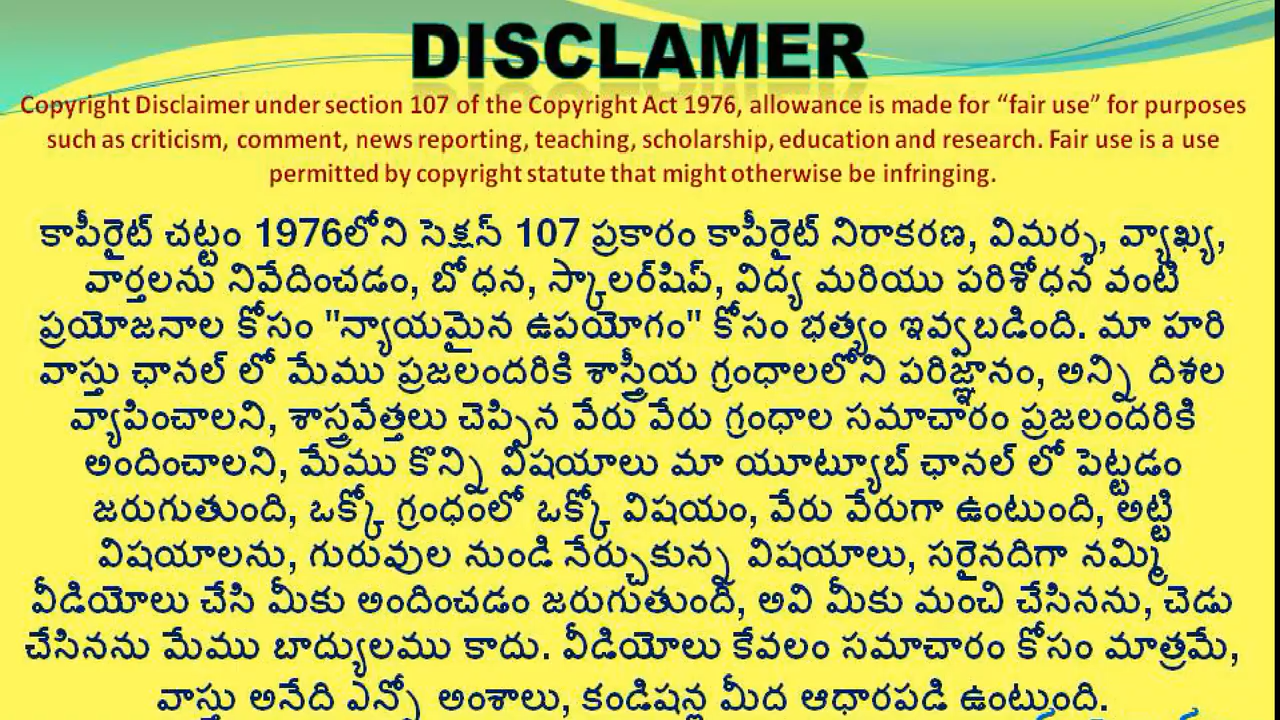 DISCLAMER
Copyright Disclaimer under section 107 of the Copyright Act 1976, allowance is made for “fair use” for purposes
such as criticism, comment, news reporting, teaching, scholarship, education and research. Fair use is a use
permitted by copyright statute that might otherwise be infringing.
కాపీరైట్ చట్టం 1976లోని సెక్షన్ 107 ప్రకారం కాపీరైట్ నిరాకరణ, విమర్శ, వ్యాఖ్య,
వార్తలను నివేదించడం, బోధన, స్కాలర్‌షిప్, విద్య మరియు పరిశోధన వంటి
ప్రయోజనాల కోసం "న్యాయమైన ఉపయోగం" కోసం భత్యం ఇవ్వబడింది. మా హరి
వాస్తు ఛానల్ లో మేము ప్రజలందరికి శాస్త్రీయ గ్రంధాలలోని పరిజ్ఞానం, అన్ని దిశల
వ్యాపించాలని, శాస్త్రవేత్తలు చెప్పిన వేరు వేరు గ్రంధాల సమాచారం ప్రజలందరికి
అందించాలని, మేము కొన్ని విషయాలు మా యూట్యూబ్ ఛానల్ లో పెట్టడం
జరుగుతుంది, ఒక్కో గ్రంధంలో ఒక్కో విషయం, వేరు వేరుగా ఉంటుంది, అట్టి
విషయాలను, గురువుల నుండి నేర్చుకున్న విషయాలు, సరైనదిగా నమ్మి
వీడియోలు చేసి మీకు అందించడం జరుగుతుంది, అవి మీకు మంచి చేసినను, చెడు
చేసినను మేము బాద్యులము కాదు. వీడియోలు కేవలం సమాచారం కోసం మాత్రమే,
వాస్తు అనేది ఎన్నో అంశాలు, కండిషన్ల మీద ఆధారపడి ఉంటుంది.